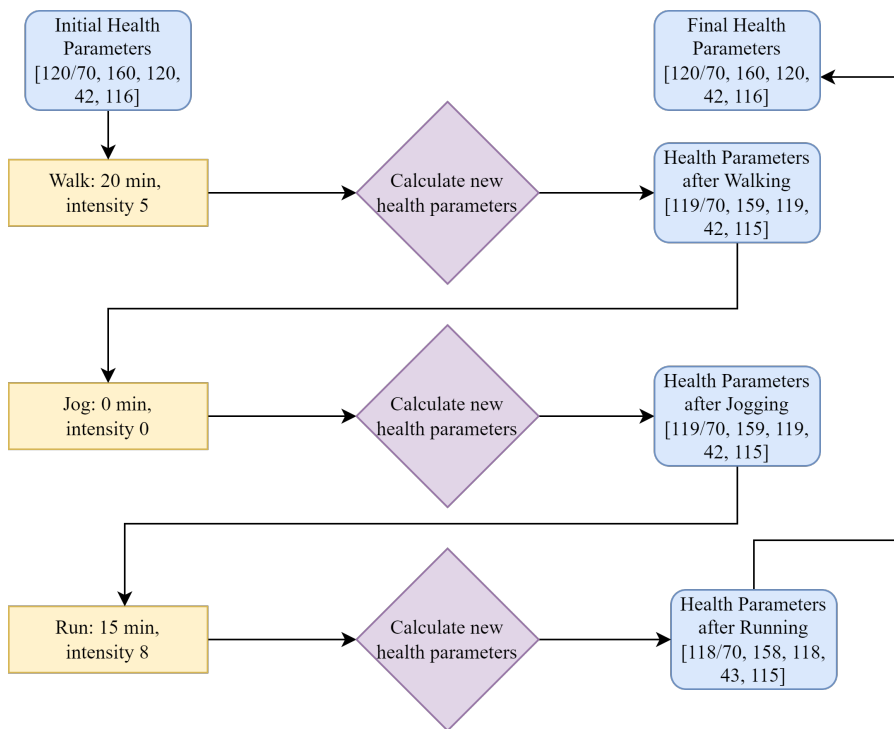 Initial Health
Parameters
[120/70, 160, 120,
42, 116]
Final Health
Parameters
[120/70, 160, 120,
42, 116]
Walk: 20 min,
intensity 5
Calculate new
health parameters
Health Parameters
after Walking
[119/70, 159, 119,
42, 115]
Jog: 0 min,
intensity 0
Calculate new
health parameters
Health Parameters
after Jogging
[119/70, 159, 119,
42, 115]
Run: 15 min,
intensity 8
Calculate new
health parameters
Health Parameters
after Running
[118/70, 158, 118,
43, 115]